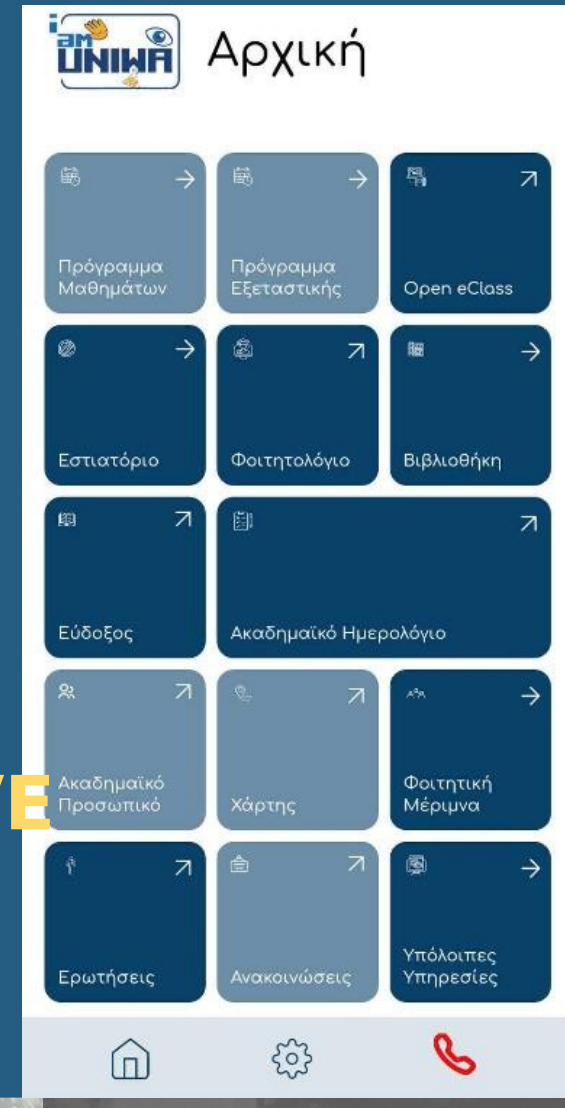 i am
UNIWA
Αρχική
Πρόγραμμα
Μαθημάτων
Πρόγραμμα
Εξεταστικής
Open eClass
Εστιατόριο
Φοιτητολόγιο
Βιβλιοθήκη
Εύδοξος
Ακαδημαϊκό Ημερολόγιο
Ακαδημαϊκό
Προσωπικό
Χάρτης
Φοιτητική
Μέριμνα
Ερωτήσεις
Ανακοινώσεις
Υπόλοιπες
Υπηρεσίες